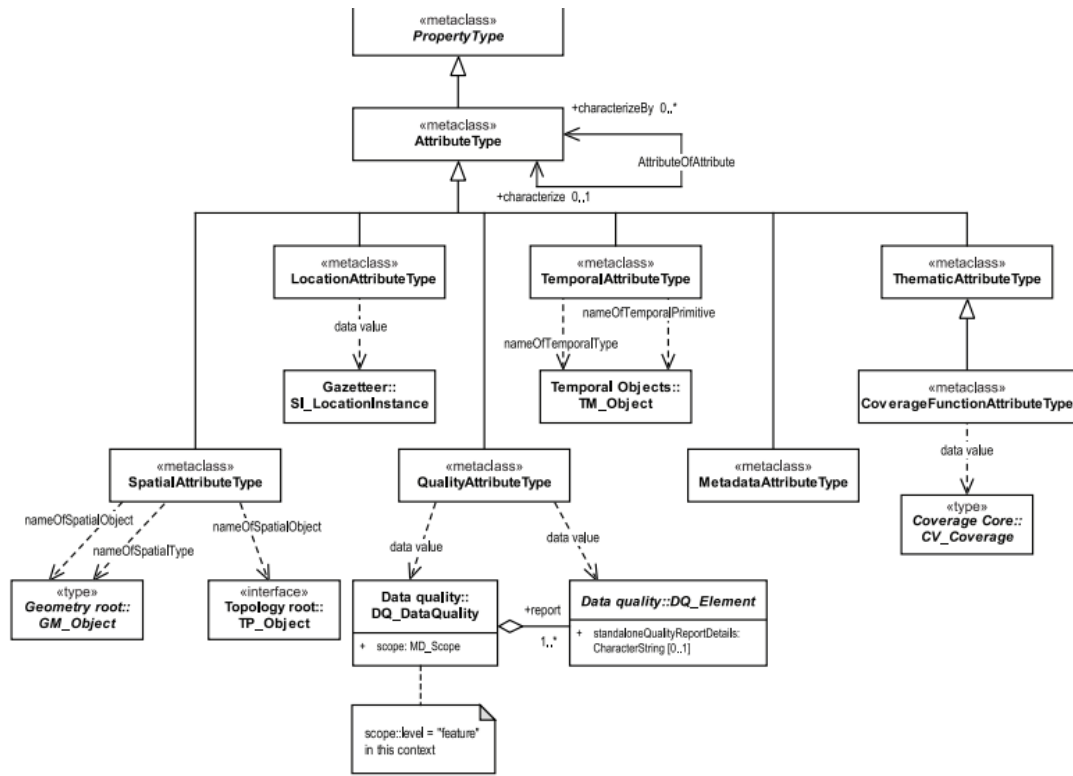 «metaclass»
PropertyType
+characterizeBy 0..*
«metaclass»
AttributeType
AttributeOfAttribute
+characterize 0..1
«metaclass»
LocationAttributeType
«metaclass»
TemporalAttributeType
«metaclass»
ThematicAttributeType
data value
nameOfTemporalPrimitive
nameOfTemporalType
Gazetteer::
SI_LocationInstance
Temporal Objects::
TM_Object
«metaclass»
CoverageFunctionAttributeType
data value
«metaclass»
SpatialAttributeType
«metaclass»
QualityAttributeType
«metaclass»
MetadataAttributeType
nameOfSpatialObject
nameOfSpatialType
nameOfSpatialObject
data value
data value
«type»
Coverage Core::
CV_Coverage
«type»
Geometry root::
GM_Object
«interface»
Topology root::
TP_Object
Data quality::
DQ_DataQuality
+ scope: MD_Scope
+report
1..*
Data quality::DQ_Element
+ standaloneQualityReportDetails:
CharacterString [0..1]
scope::level = "feature"
in this context